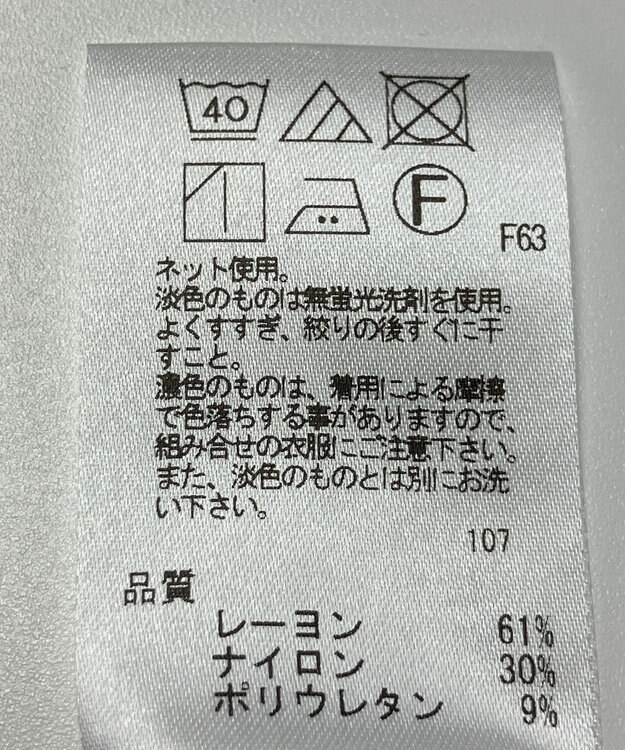 40
F
F63
ネット使用。
淡色のものは無蛍光洗剤を使用。
よくすすぎ、絞りの後すぐに干
すこと。
濃色のものは、着用による摩擦
で色落ちする事がありますので、
組み合せの衣服にご注意下さい。
また、淡色のものとは別にお洗
い下さい。
107
品質
レーヨン 61%
ナイロン 30%
ポリウレタン 9%